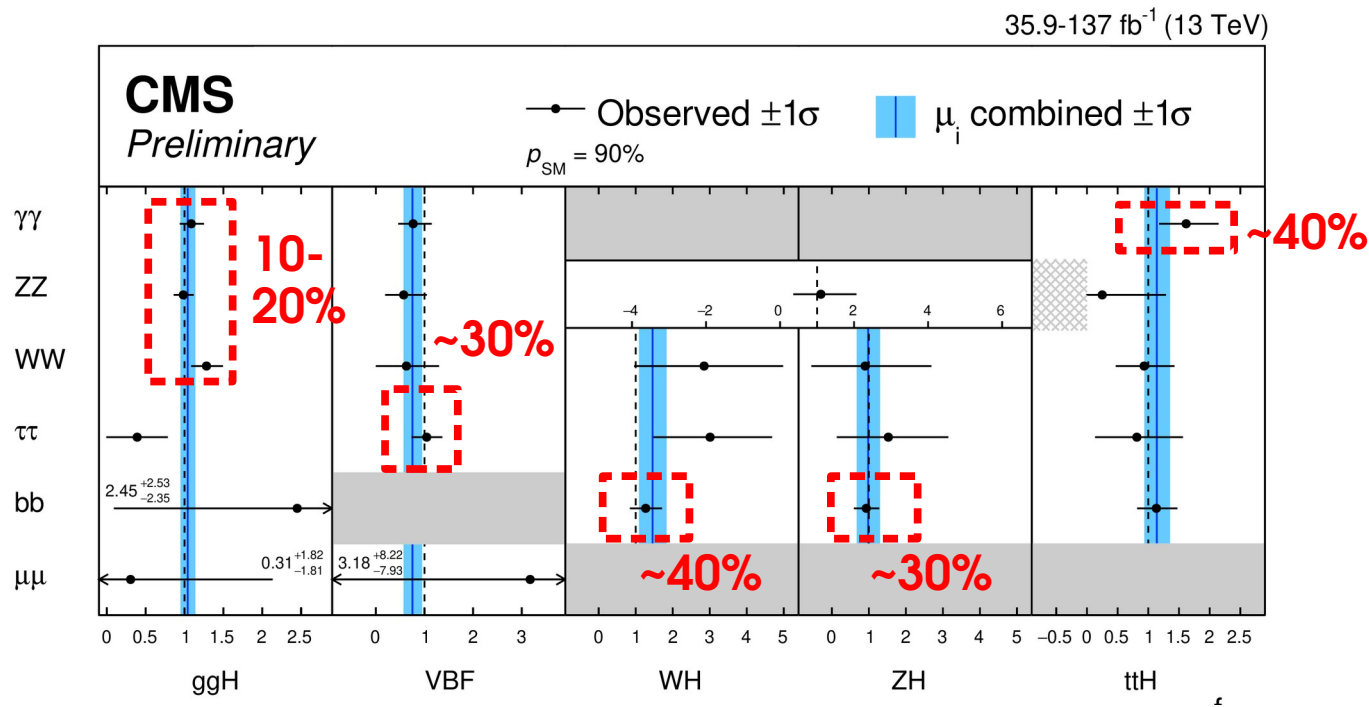 35.9-137 fb⁻¹ (13 TeV)
CMS
Preliminary
Observed ±1σ
μᵢ combined ±1σ
p_SM = 90%
γγ
~40%
10-
20%
ZZ
−4 −2 0 2 4 6
~30%
WW
ττ
bb
2.45 +2.53 −2.35
μμ
0.31 +1.82 −1.81
3.18 +8.22 −7.93
~40%
~30%
0 0.5 1 1.5 2 2.5
0 1 2 3
0 1 2 3 4 5
0 1 2 3 4 5
−0.5 0 0.5 1 1.5 2 2.5
ggH
VBF
WH
ZH
ttH